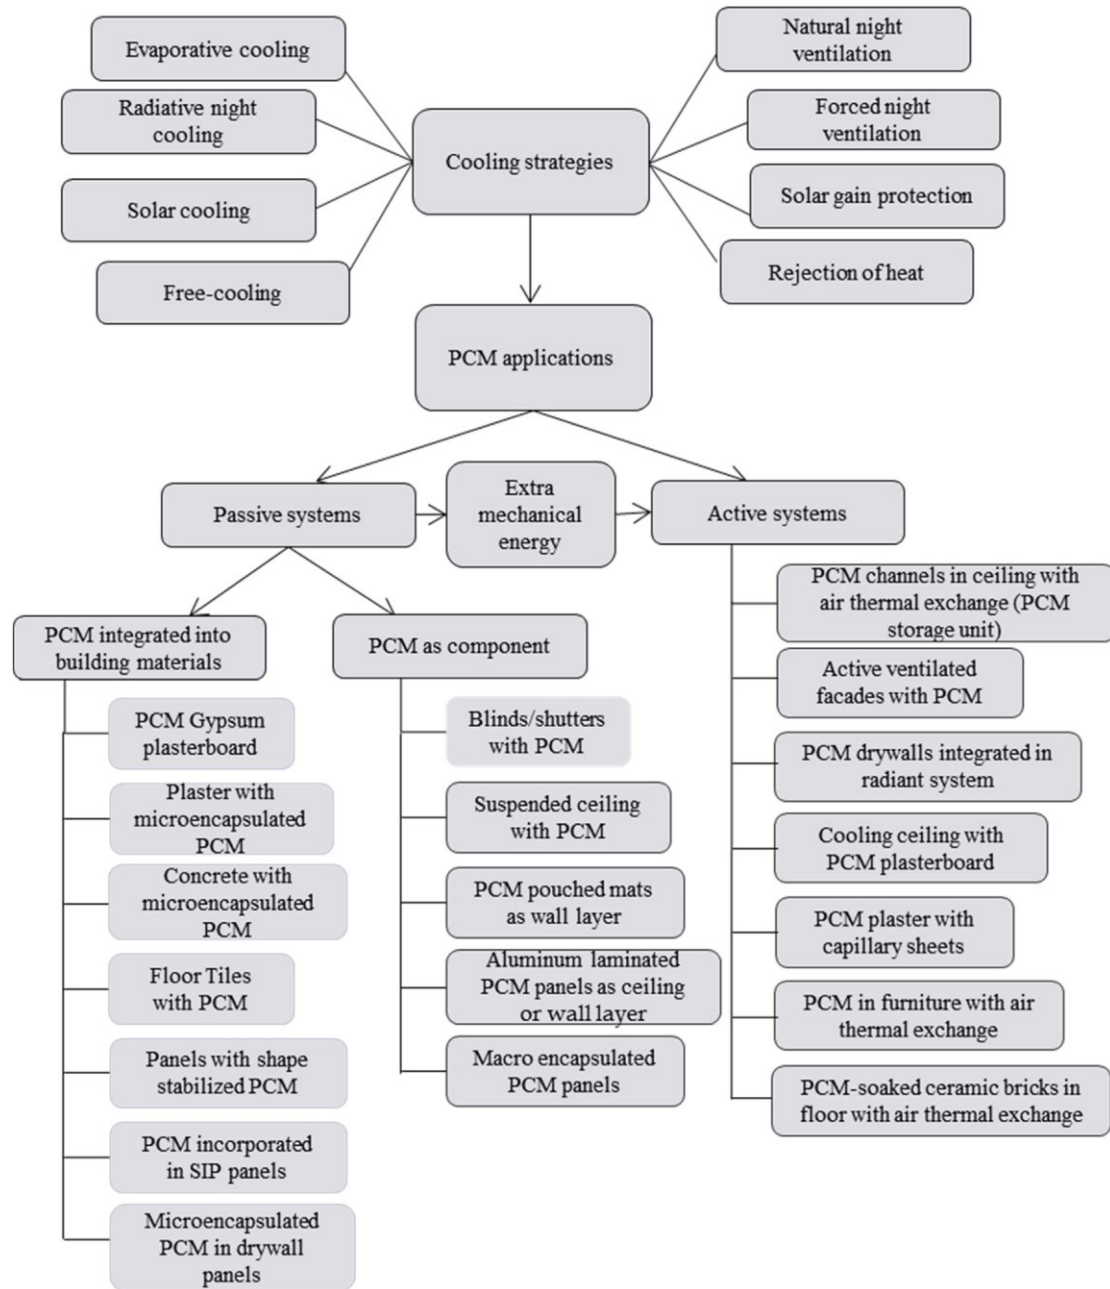 Evaporative cooling
Radiative night
cooling
Solar cooling
Free-cooling
Cooling strategies
Natural night
ventilation
Forced night
ventilation
Solar gain protection
Rejection of heat
PCM applications
Passive systems
Extra
mechanical
energy
Active systems
PCM integrated into
building materials
PCM Gypsum
plasterboard
Plaster with
microencapsulated
PCM
Concrete with
microencapsulated
PCM
Floor Tiles
with PCM
Panels with shape
stabilized PCM
PCM incorporated
in SIP panels
Microencapsulated
PCM in drywall
panels
PCM as component
Blinds/shutters
with PCM
Suspended ceiling
with PCM
PCM pouched mats
as wall layer
Aluminum laminated
PCM panels as ceiling
or wall layer
Macro encapsulated
PCM panels
PCM channels in ceiling with
air thermal exchange (PCM
storage unit)
Active ventilated
facades with PCM
PCM drywalls integrated in
radiant system
Cooling ceiling with
PCM plasterboard
PCM plaster with
capillary sheets
PCM in furniture with air
thermal exchange
PCM-soaked ceramic bricks in
floor with air thermal exchange